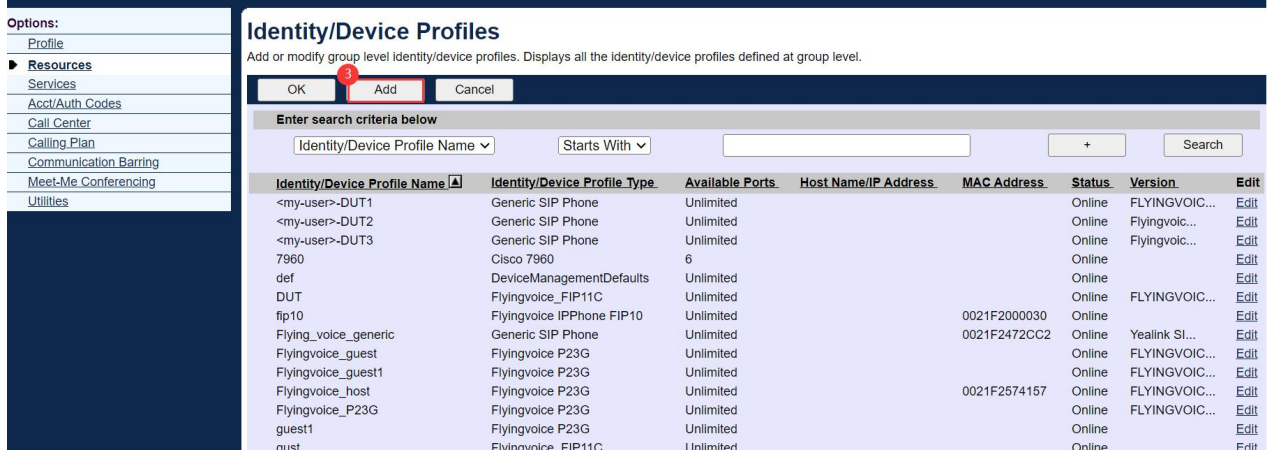 Options:
Profile
Resources
Services
Acct/Auth Codes
Call Center
Calling Plan
Communication Barring
Meet-Me Conferencing
Utilities
Identity/Device Profiles
Add or modify group level identity/device profiles. Displays all the identity/device profiles defined at group level.
3
OK Add Cancel
Enter search criteria below
Identity/Device Profile Name Starts With + Search
Identity/Device Profile Name Identity/Device Profile Type Available Ports Host Name/IP Address MAC Address Status Version Edit
<my-user>-DUT1 Generic SIP Phone Unlimited Online FLYINGVOIC... Edit
<my-user>-DUT2 Generic SIP Phone Unlimited Online Flyingvoic... Edit
<my-user>-DUT3 Generic SIP Phone Unlimited Online Flyingvoic... Edit
7960 Cisco 7960 6 Online Edit
def DeviceManagementDefaults Unlimited Online Edit
DUT Flyingvoice_FIP11C Unlimited Online FLYINGVOIC... Edit
fip10 Flyingvoice IPPhone FIP10 Unlimited 0021F2000030 Online Edit
Flying_voice_generic Generic SIP Phone Unlimited 0021F2472CC2 Online Yealink SI... Edit
Flyingvoice_guest Flyingvoice P23G Unlimited Online FLYINGVOIC... Edit
Flyingvoice_guest1 Flyingvoice P23G Unlimited Online FLYINGVOIC... Edit
Flyingvoice_host Flyingvoice P23G Unlimited 0021F2574157 Online FLYINGVOIC... Edit
Flyingvoice_P23G Flyingvoice P23G Unlimited Online FLYINGVOIC... Edit
guest1 Flyingvoice P23G Unlimited Online Edit
gust Flyingvoice_FIP11C Unlimited Online Edit